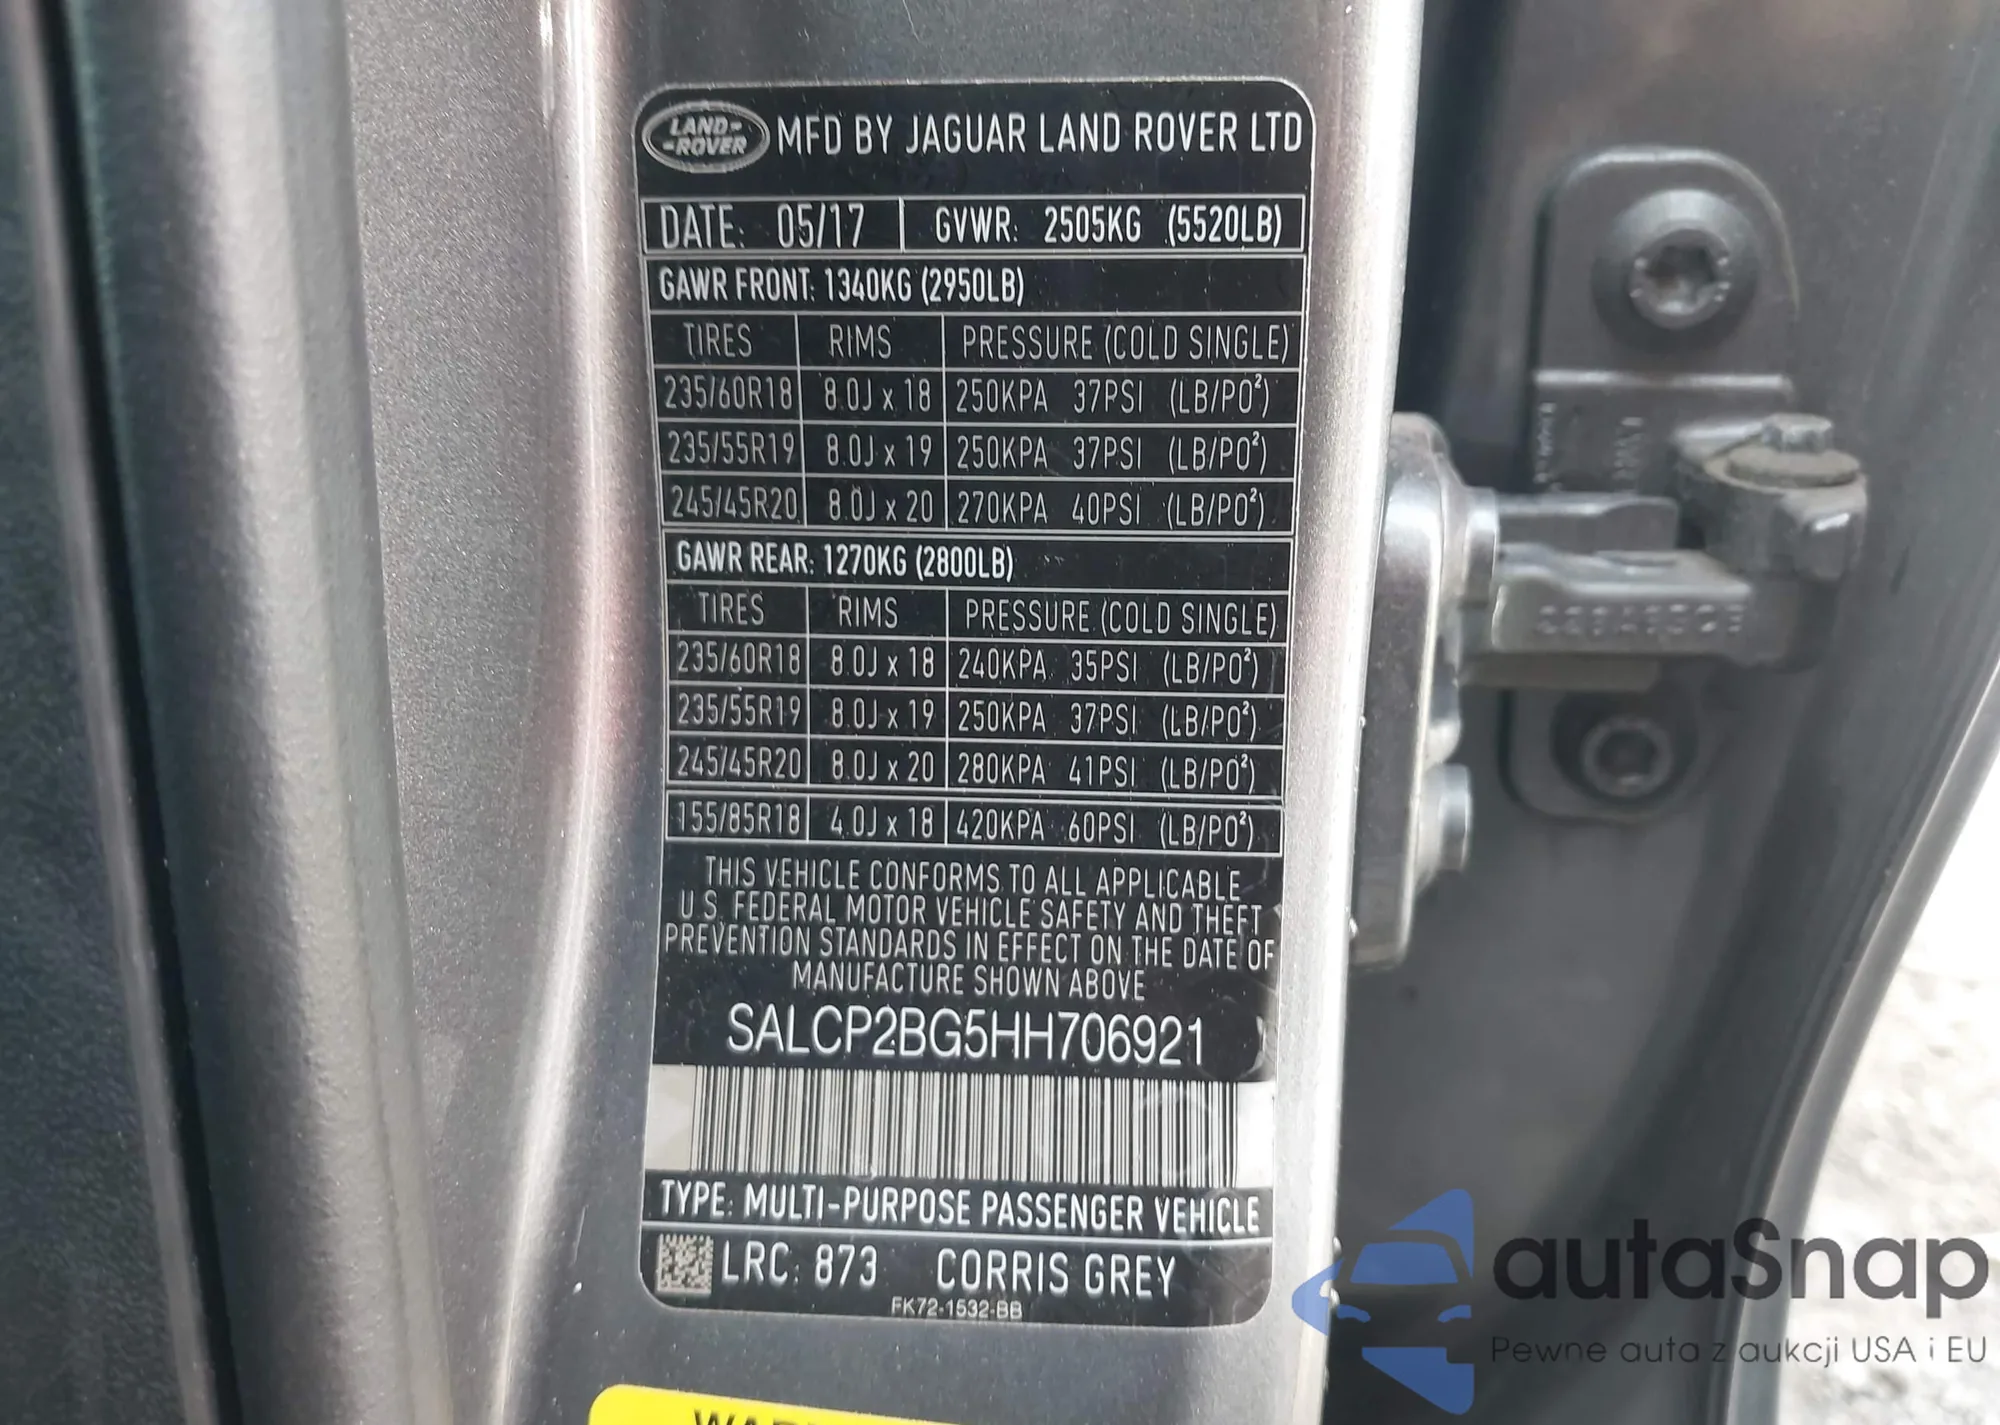 LAND-
-ROVER
MFD BY JAGUAR LAND ROVER LTD
DATE: 05/17 GVWR: 2505KG (5520LB)
GAWR FRONT: 1340KG (2950LB)
TIRES RIMS PRESSURE (COLD SINGLE)
235/60R18 8.0J x 18 250KPA 37PSI (LB/PO²)
235/55R19 8.0J x 19 250KPA 37PSI (LB/PO²)
245/45R20 8.0J x 20 270KPA 40PSI (LB/PO²)
GAWR REAR: 1270KG (2800LB)
TIRES RIMS PRESSURE (COLD SINGLE)
235/60R18 8.0J x 18 240KPA 35PSI (LB/PO²)
235/55R19 8.0J x 19 250KPA 37PSI (LB/PO²)
245/45R20 8.0J x 20 280KPA 41PSI (LB/PO²)
155/85R18 4.0J x 18 420KPA 60PSI (LB/PO²)
THIS VEHICLE CONFORMS TO ALL APPLICABLE
U.S. FEDERAL MOTOR VEHICLE SAFETY AND THEFT
PREVENTION STANDARDS IN EFFECT ON THE DATE OF
MANUFACTURE SHOWN ABOVE
SALCP2BG5HH706921
TYPE: MULTI-PURPOSE PASSENGER VEHICLE
LRC: 873 CORRIS GREY
FK72-1532-BB
autaSnap
Pewne auta z aukcji USA i EU